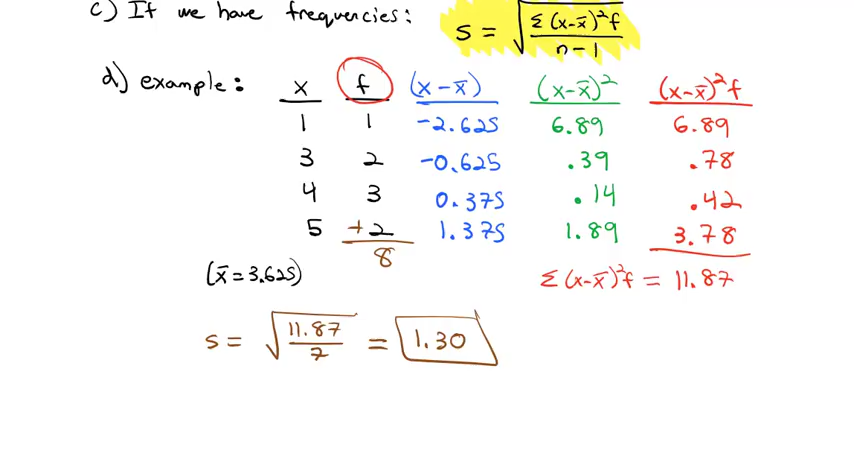 c) If we have frequencies: s = √(Σ(x-x̄)²f / n-1)
d) example: x f (x-x̄) (x-x̄)² (x-x̄)²f
1 1 -2.625 6.89 6.89
3 2 -0.625 .39 .78
4 3 0.375 .14 .42
5 +2 1.375 1.89 3.78
8
(x̄=3.625) Σ(x-x̄)²f = 11.87
s = √(11.87 / 7) = 1.30